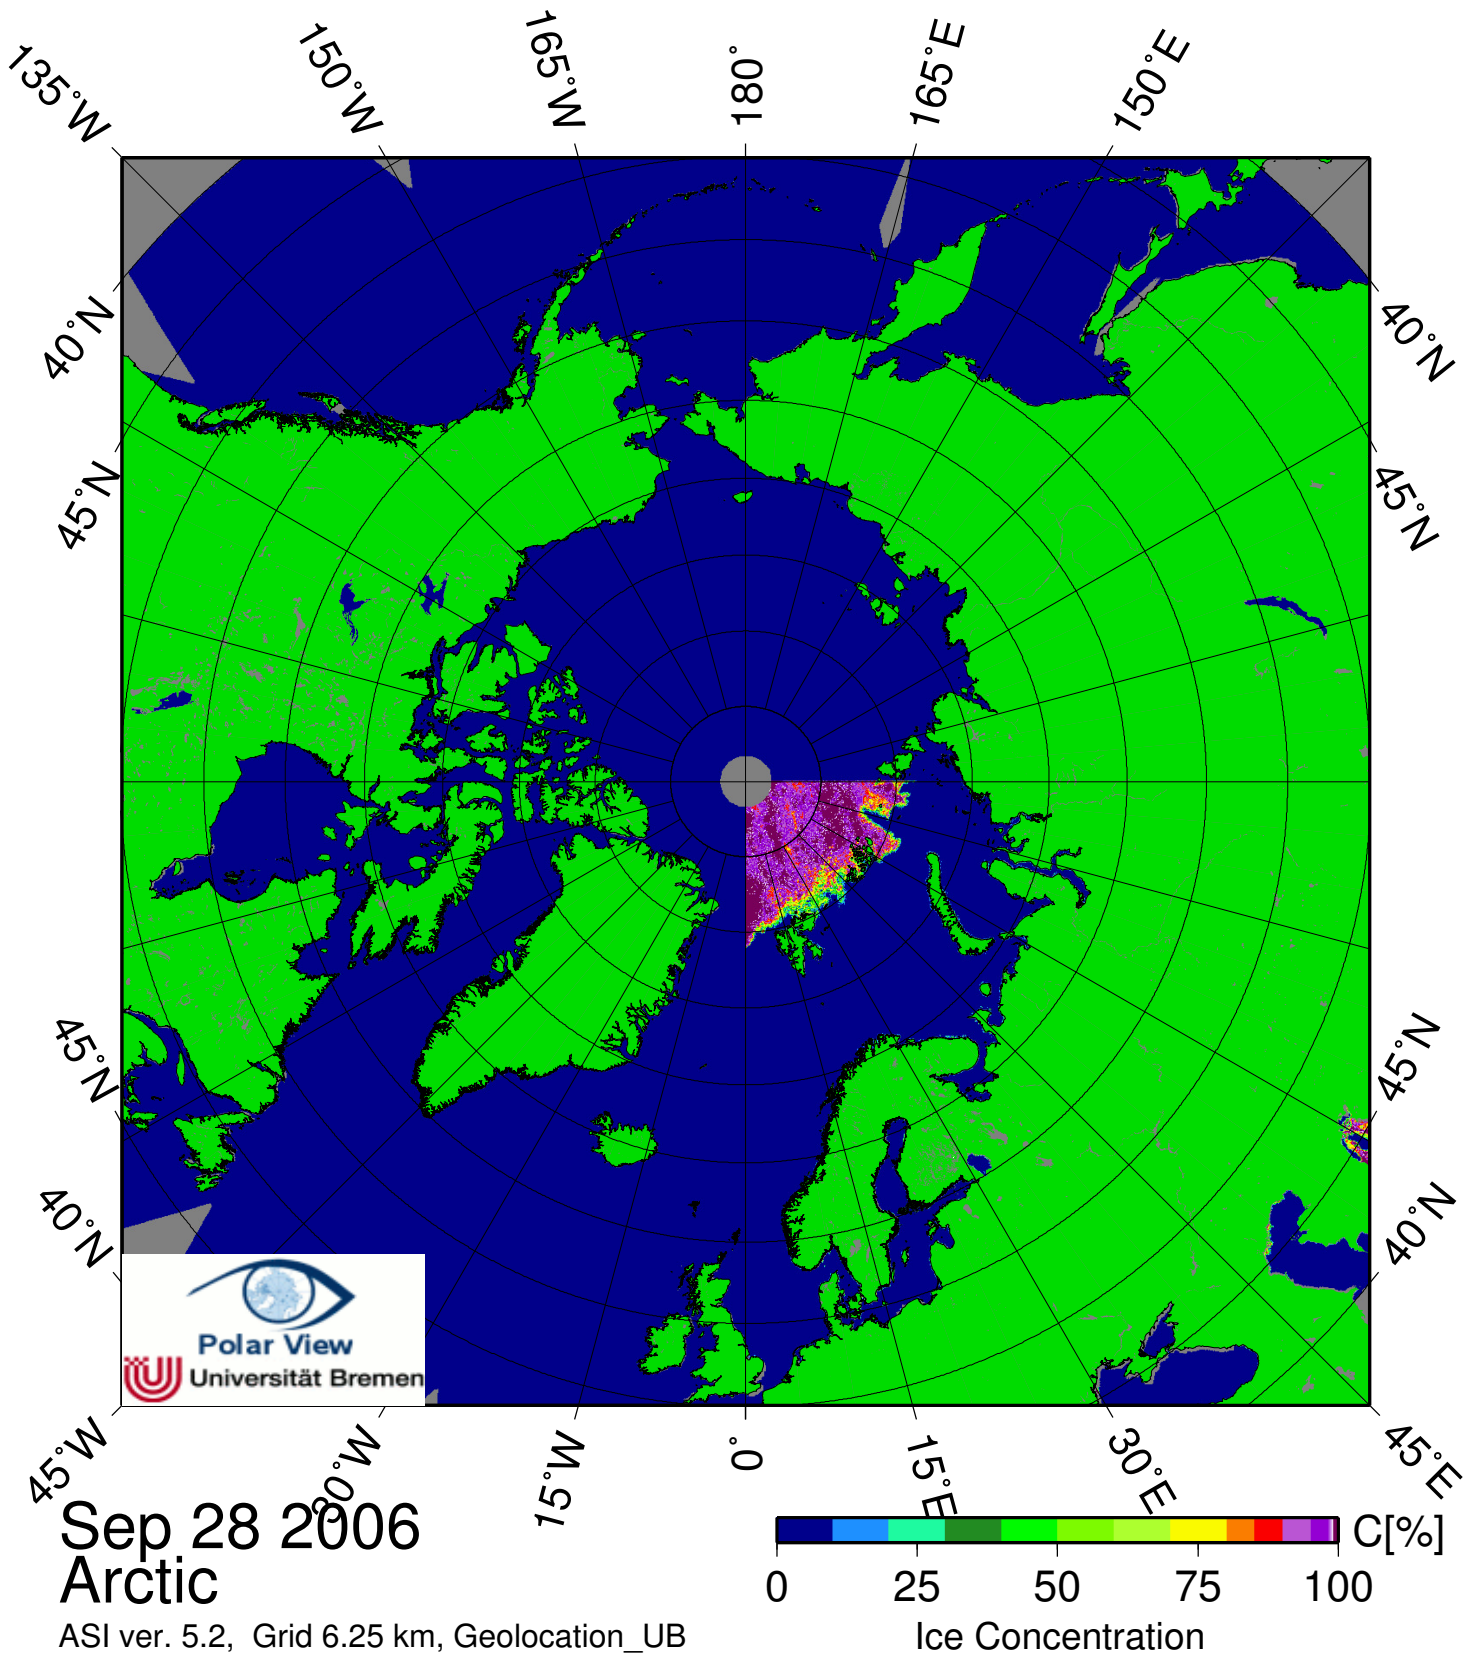 135°W
150°W
165°W
180°
165°E
150°E
40°N
40°N
45°N
45°N
45°N
45°N
40°N
40°N
Polar View
Universität Bremen
45°W
30°W
15°W
0°
15°E
30°E
45°E
Sep 28 2006
Arctic
ASI ver. 5.2, Grid 6.25 km, Geolocation_UB
C[%]
0 25 50 75 100
Ice Concentration